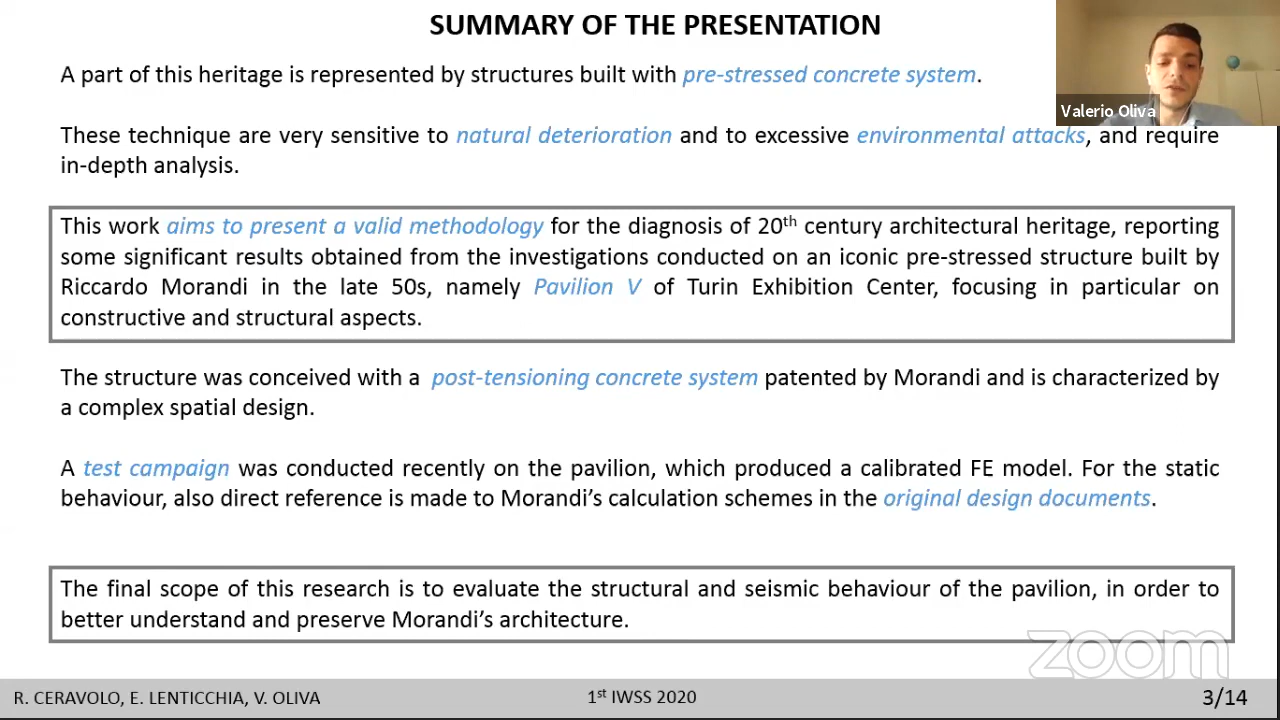 SUMMARY OF THE PRESENTATION
A part of this heritage is represented by structures built with pre-stressed concrete system.
Valerio Oliva
These technique are very sensitive to natural deterioration and to excessive environmental attacks, and require
in-depth analysis.
This work aims to present a valid methodology for the diagnosis of 20th century architectural heritage, reporting
some significant results obtained from the investigations conducted on an iconic pre-stressed structure built by
Riccardo Morandi in the late 50s, namely Pavilion V of Turin Exhibition Center, focusing in particular on
constructive and structural aspects.
The structure was conceived with a post-tensioning concrete system patented by Morandi and is characterized by
a complex spatial design.
A test campaign was conducted recently on the pavilion, which produced a calibrated FE model. For the static
behaviour, also direct reference is made to Morandi's calculation schemes in the original design documents.
The final scope of this research is to evaluate the structural and seismic behaviour of the pavilion, in order to
better understand and preserve Morandi's architecture.
zoom
R. CERAVOLO, E. LENTICCHIA, V. OLIVA
1st IWSS 2020
3/14